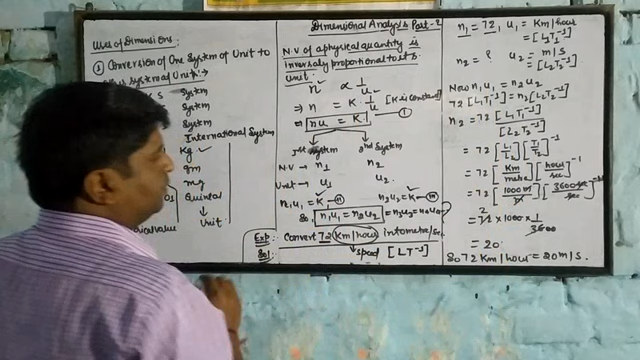 Dimensional Analysis Part-2
Uses of Dimensions:
① Conversion of One System of Unit to
System of Unit:→
S System
System
System
International System
Kg ✓
gm
mg
Quintal
↓
Unit
N.V of a physical quantity is
inversely proportional to its
Unit.
n ∝ 1/u
⇒ n = K·1/u [K is constant]
⇒ nu = K ①
1st system 2nd system
N.V → n₁ n₂
Unit → u₁ u₂
n₁u₁ = K n₂u₂ = K
So, n₁u₁ = n₂u₂ = n₃u₃ =
Exp: Convert 72 km/hour into metre/sec.
Sol: speed [LT⁻¹]
n₁ = 72, u₁ = Km/hour
= [L₁T₁⁻¹]
n₂ = ? u₂ = m/s
= [L₂T₂⁻¹]
Now n₁u₁ = n₂u₂
72[L₁T₁⁻¹] = n₂[L₂T₂⁻¹]
n₂ = 72 [L₁T₁⁻¹]/[L₂T₂⁻¹]
= 72 [L₁/L₂][T₁/T₂]⁻¹
= 72 [Km/metre][hour/sec]⁻¹
= 72 [1000m/m][3600sec/sec]⁻¹
= 72 × 1000 × 1/3600
= 20
So 72 Km/hour = 20 m/s.